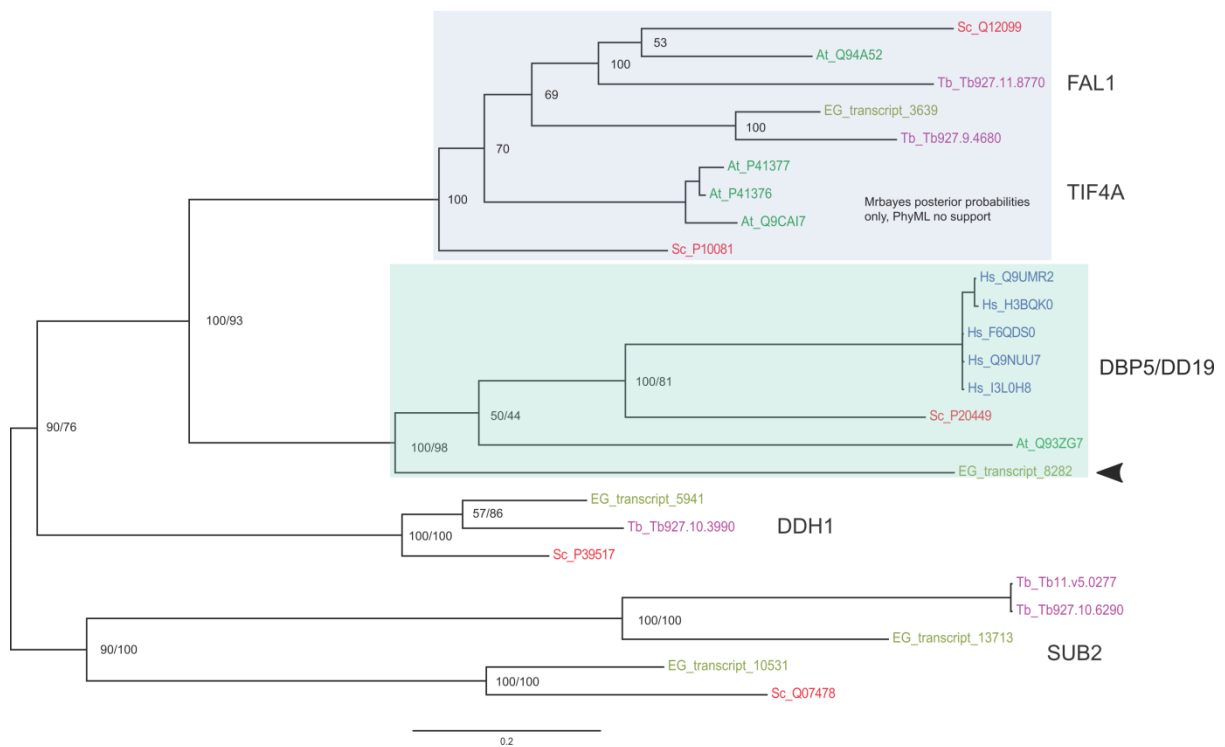 Sc_Q12099
53
At_Q94A52
100
Tb_Tb927.11.8770
FAL1
69
EG_transcript_3639
100
Tb_Tb927.9.4680
70
At_P41377
At_P41376
TIF4A
100
Mrbayes posterior probabilities
only, PhyML no support
At_Q9CAI7
Sc_P10081
Hs_Q9UMR2
Hs_H3BQK0
100/93
Hs_F6QDS0
Hs_Q9NUU7
DBP5/DD19
100/81
Hs_I3L0H8
50/44
Sc_P20449
90/76
100/98
At_Q93ZG7
EG_transcript_8282
EG_transcript_5941
57/86
Tb_Tb927.10.3990
DDH1
100/100
Sc_P39517
Tb_Tb11.v5.0277
Tb_Tb927.10.6290
100/100
EG_transcript_13713
90/100
SUB2
EG_transcript_10531
100/100
Sc_Q07478
0.2